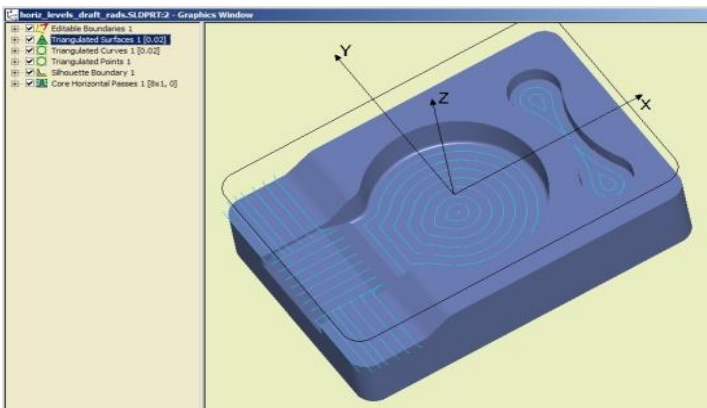 horiz_levels_draft_rads.SLDPRT:2 - Graphics Window
Editable Boundaries 1
Triangulated Surfaces 1 [0.02]
Triangulated Curves 1 [0.02]
Triangulated Points 1
Silhouette Boundary 1
Core Horizontal Passes 1 [8x1, 0]
Y
Z
X